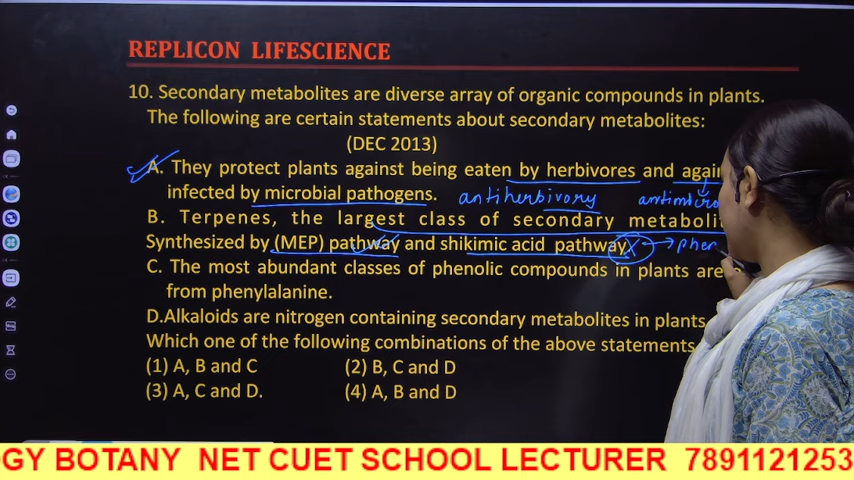 REPLICON LIFESCIENCE
10. Secondary metabolites are diverse array of organic compounds in plants.
The following are certain statements about secondary metabolites:
(DEC 2013)
A. They protect plants against being eaten by herbivores and
infected by microbial pathogens. antiherbivory
B. Terpenes, the largest class of secondary
Synthesized by (MEP) pathway and shikimic acid pathway
C. The most abundant classes of phenolic compounds in plants are
from phenylalanine.
D.Alkaloids are nitrogen containing secondary metabolites in plants
Which one of the following combinations of the above statements
(1) A, B and C (2) B, C and D
(3) A, C and D. (4) A, B and D
BOTANY NET CUET SCHOOL LECTURER 7891121253